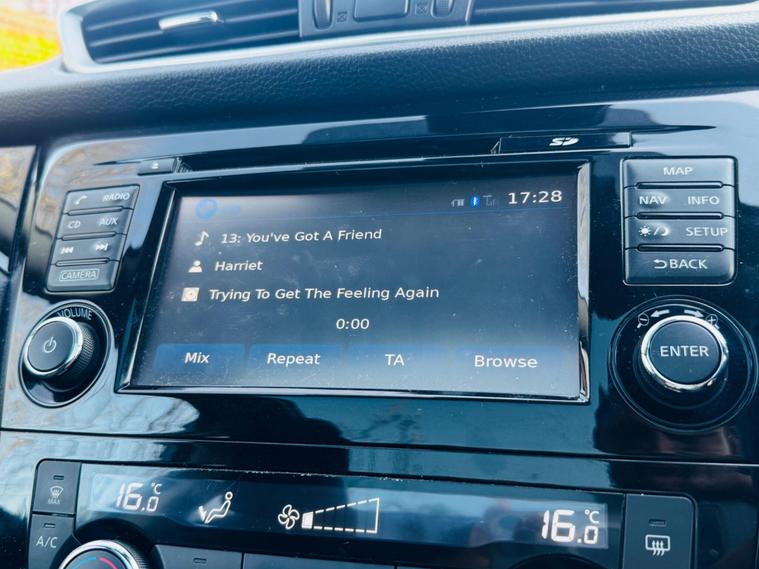 SD
RADIO
CD AUX
CAMERA
VOLUME
17:28
13: You've Got A Friend
Harriet
Trying To Get The Feeling Again
0:00
Mix Repeat TA Browse
MAP
NAV INFO
SETUP
BACK
ENTER
MAX
A/C
16.0°C
16.0°C